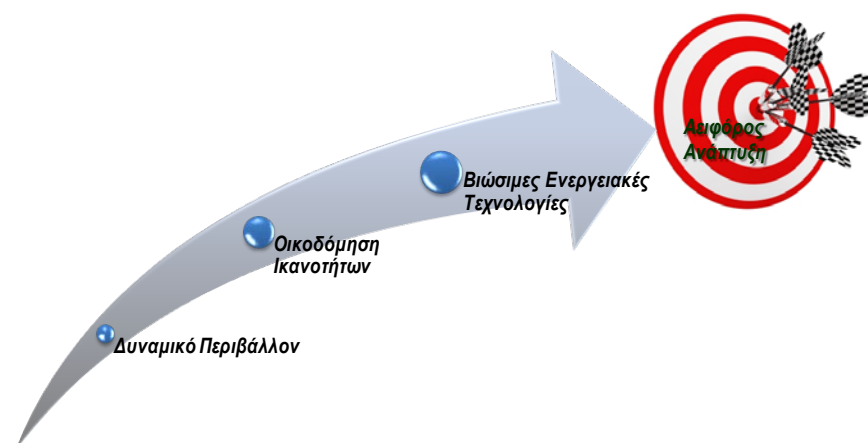 Αειφόρος
Ανάπτυξη
Βιώσιμες Ενεργειακές
Τεχνολογίες
Οικοδόμηση
Ικανοτήτων
Δυναμικό Περιβάλλον